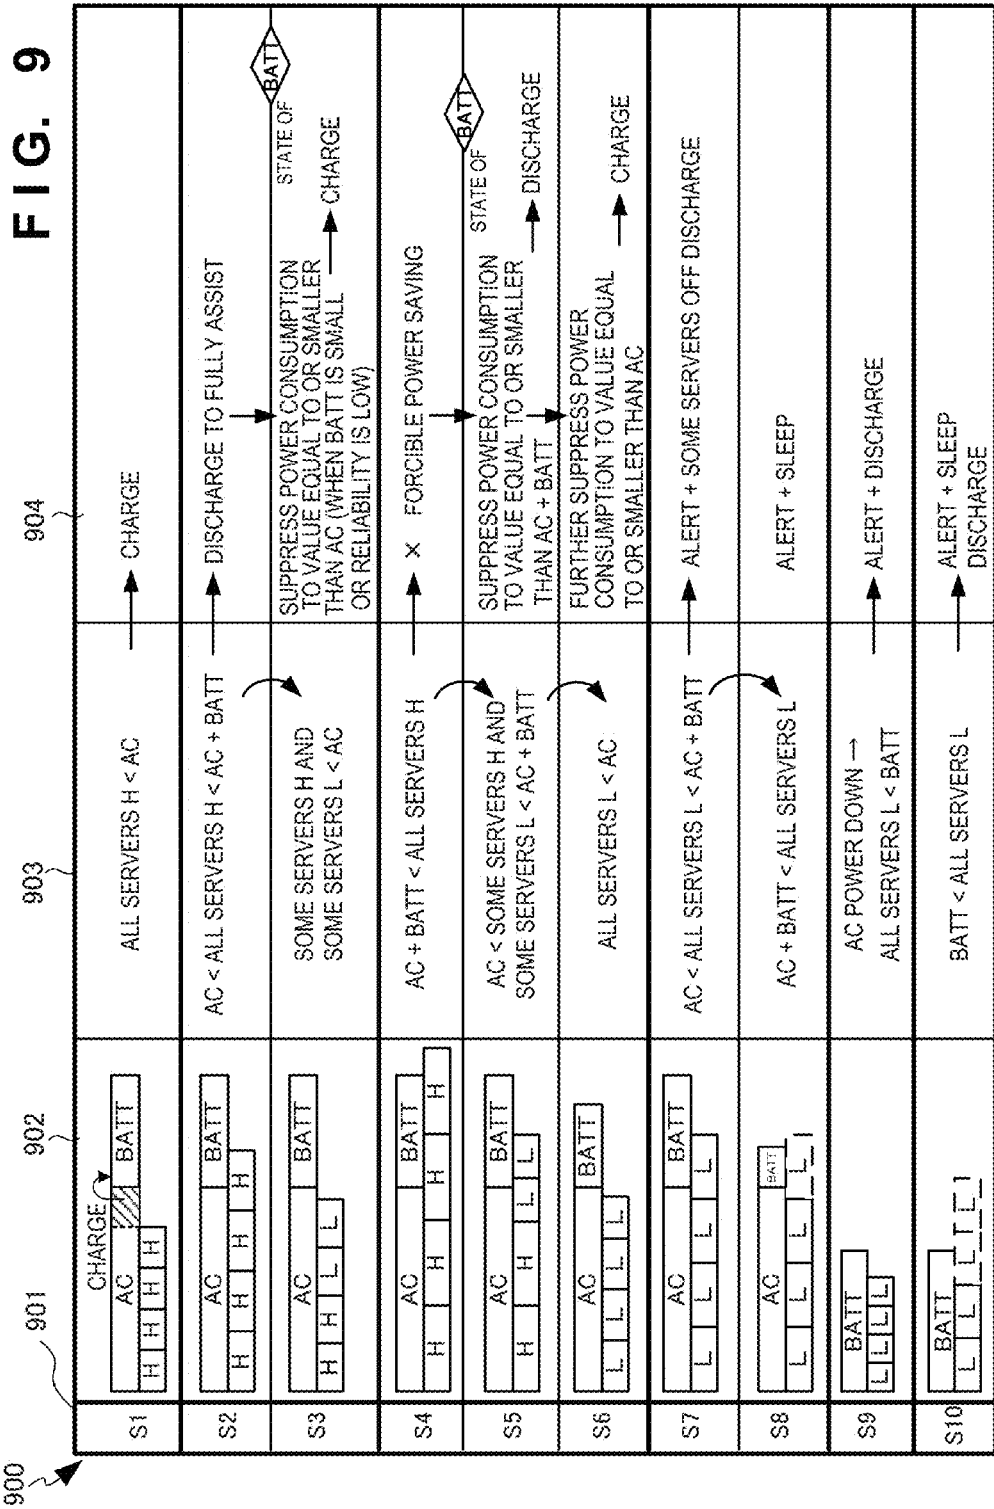 FIG. 9
900
901
902
903
904
S1
CHARGE
AC
BATT
H H H H
ALL SERVERS H < AC
CHARGE
S2
AC
BATT
H H H H
AC < ALL SERVERS H < AC + BATT
DISCHARGE TO FULLY ASSIST
STATE OF
BATT
S3
AC
BATT
H H L L
SOME SERVERS H AND
SOME SERVERS L < AC
SUPPRESS POWER CONSUMPTION
TO VALUE EQUAL TO OR SMALLER
THAN AC (WHEN BATT IS SMALL
OR RELIABILITY IS LOW)
CHARGE
S4
AC
BATT
H H H H
AC + BATT < ALL SERVERS H
× FORCIBLE POWER SAVING
STATE OF
BATT
S5
AC
BATT
H H L L
AC < SOME SERVERS H AND
SOME SERVERS L < AC + BATT
SUPPRESS POWER CONSUMPTION
TO VALUE EQUAL TO OR SMALLER
THAN AC + BATT
DISCHARGE
S6
AC
BATT
L L L L
ALL SERVERS L < AC
FURTHER SUPPRESS POWER
CONSUMPTION TO VALUE EQUAL
TO OR SMALLER THAN AC
CHARGE
S7
AC
BATT
L L L L
AC < ALL SERVERS L < AC + BATT
ALERT + SOME SERVERS OFF DISCHARGE
S8
AC
BATT
L L L L
AC + BATT < ALL SERVERS L
ALERT + SLEEP
S9
BATT
L L L L
AC POWER DOWN →
ALL SERVERS L < BATT
ALERT + DISCHARGE
S10
BATT
L L L L
BATT < ALL SERVERS L
ALERT + SLEEP
DISCHARGE